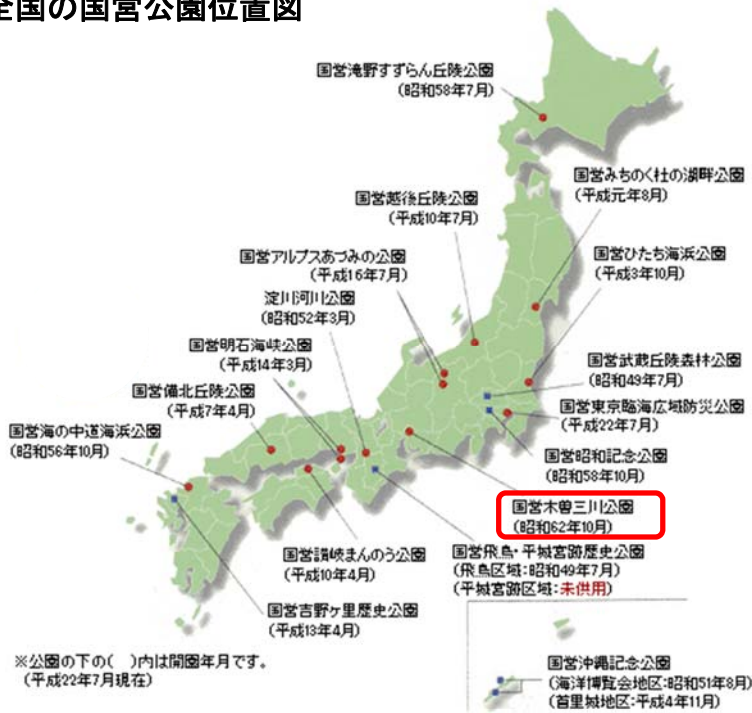 全国の国営公園位置図
国営滝野すずらん丘陵公園
(昭和58年7月)
国営みちのく杜の湖畔公園
(平成元年8月)
国営越後丘陵公園
(平成10年7月)
国営ひたち海浜公園
(平成3年10月)
国営アルプスあづみの公園
(平成16年7月)
淀川河川公園
(昭和52年3月)
国営明石海峡公園
(平成14年3月)
国営武蔵丘陵森林公園
(昭和49年7月)
国営備北丘陵公園
(平成7年4月)
国営東京臨海広域防災公園
(平成22年7月)
国営海の中道海浜公園
(昭和56年10月)
国営昭和記念公園
(昭和58年10月)
国営木曽三川公園
(昭和62年10月)
国営讃岐まんのう公園
(平成10年4月)
国営飛鳥・平城宮跡歴史公園
(飛鳥区域:昭和49年7月)
(平城宮跡区域:未供用)
国営吉野ヶ里歴史公園
(平成13年4月)
※公園の下の( )内は開園年月です。
(平成22年7月現在)
国営沖縄記念公園
(海洋博覧会地区:昭和51年8月)
(首里城地区:平成4年11月)